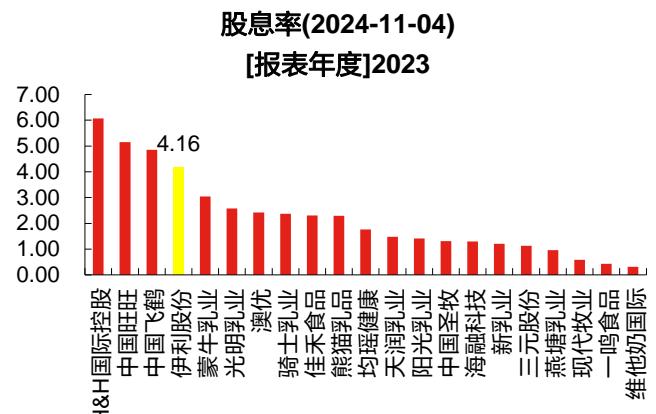 股息率(2024-11-04)
[报表年度]2023
7.00
6.00
5.00
4.00
3.00
2.00
1.00
0.00
4.16
H&H国际控股
中国旺旺
中国飞鹤
伊利股份
蒙牛乳业
光明乳业
澳优
骑士乳业
佳禾食品
熊猫乳品
均瑶健康
天润乳业
阳光乳业
中国圣牧
海融科技
新乳业
三元股份
燕塘乳业
现代牧业
一鸣食品
维他奶国际